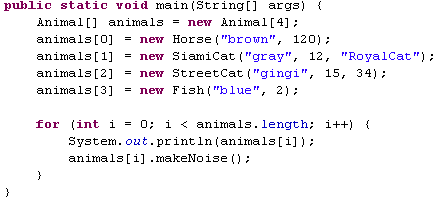 public static void main(String[] args) {
    Animal[] animals = new Animal[4];
    animals[0] = new Horse("brown", 120);
    animals[1] = new SiamiCat("gray", 12, "RoyalCat");
    animals[2] = new StreetCat("gingi", 15, 34);
    animals[3] = new Fish("blue", 2);

    for (int i = 0; i < animals.length; i++) {
        System.out.println(animals[i]);
        animals[i].makeNoise();
    }
}